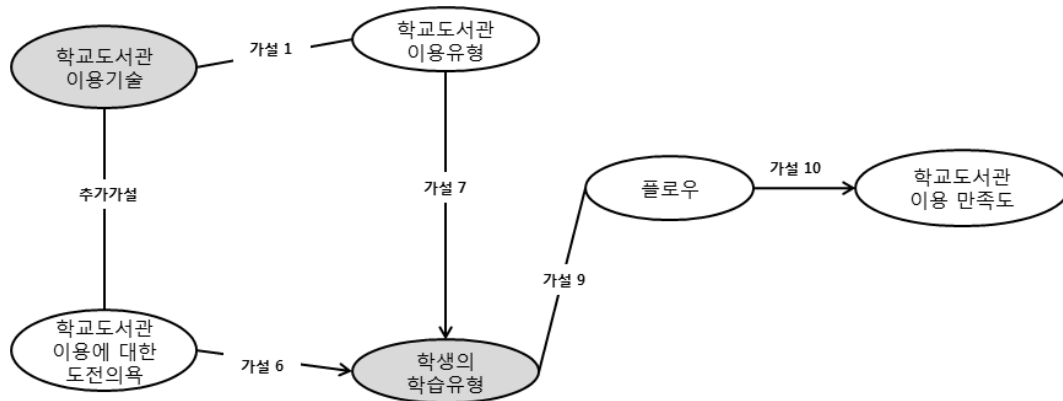 학교도서관
이용기술
가설 1
학교도서관
이용유형
추가가설
가설 7
플로우
가설 10
학교도서관
이용 만족도
가설 9
학교도서관
이용에 대한
도전의욕
가설 6
학생의
학습유형